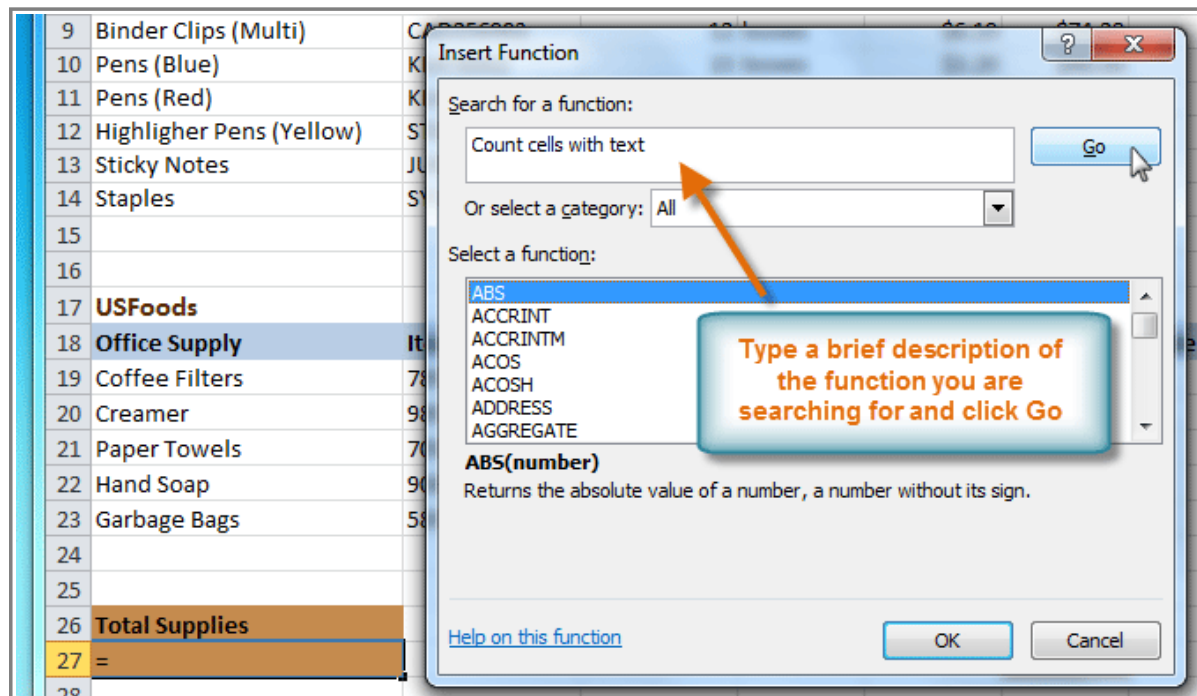 9 Binder Clips (Multi)
10 Pens (Blue)
11 Pens (Red)
12 Highligher Pens (Yellow)
13 Sticky Notes
14 Staples
15
16
17 USFoods
18 Office Supply
19 Coffee Filters
20 Creamer
21 Paper Towels
22 Hand Soap
23 Garbage Bags
24
25
26 Total Supplies
27 =
28
Insert Function
Search for a function:
Count cells with text
Go
Or select a category: All
Select a function:
ABS
ACCRINT
ACCRINTM
ACOS
ACOSH
ADDRESS
AGGREGATE
Type a brief description of
the function you are
searching for and click Go
ABS(number)
Returns the absolute value of a number, a number without its sign.
Help on this function
OK
Cancel